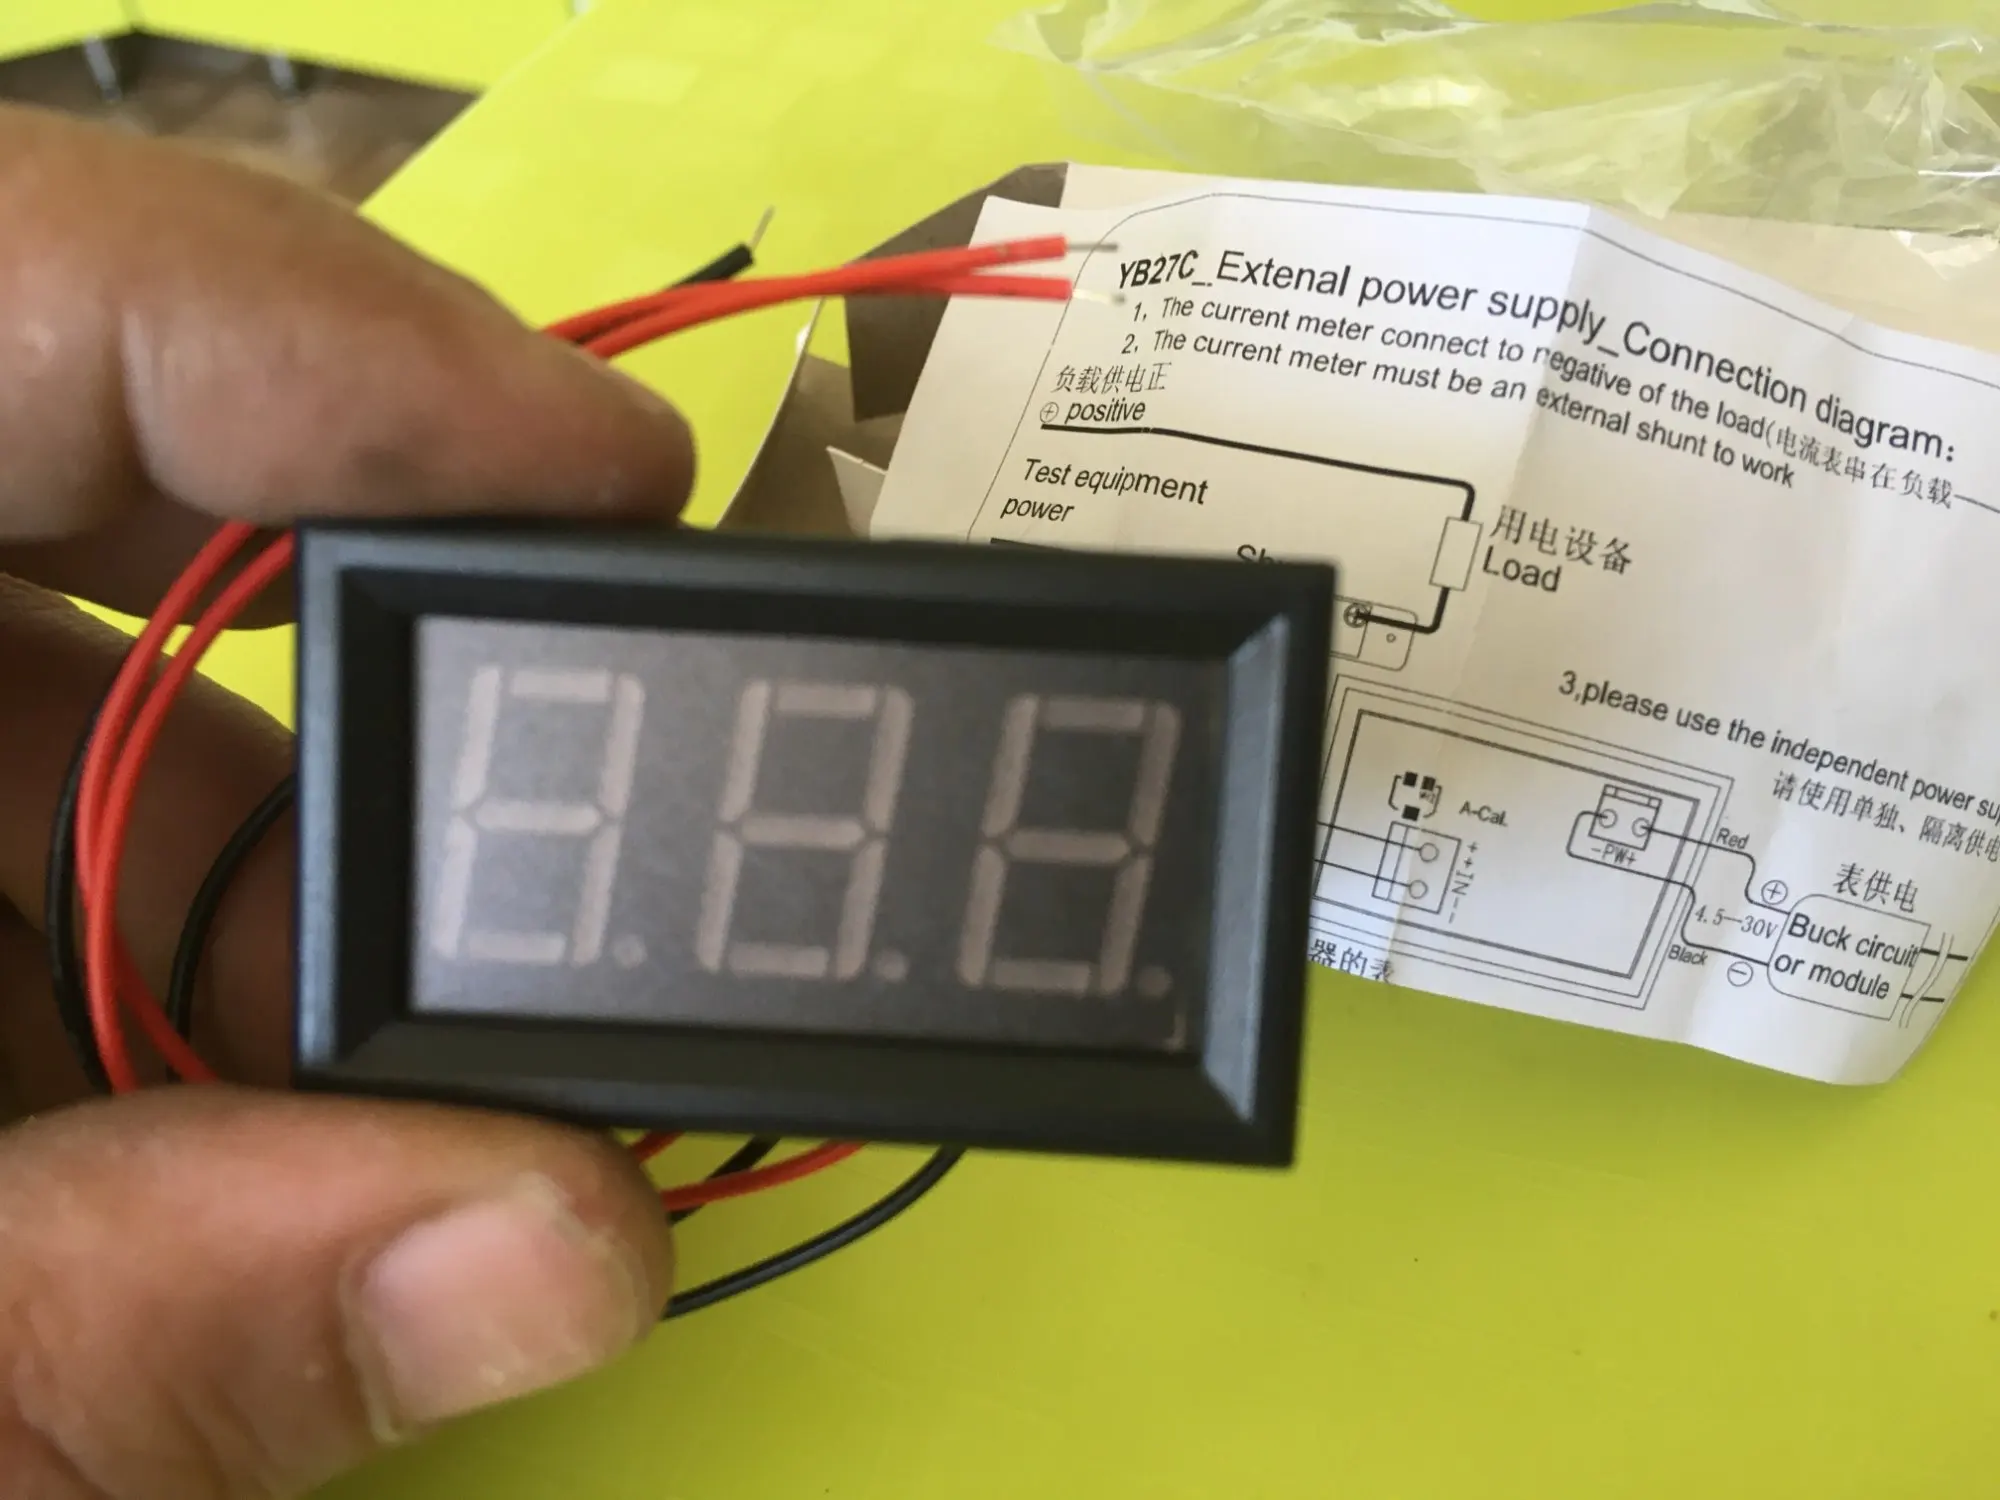 YB27C_Extenal power supply_Connection diagram:
1, The current meter connect to negative of the load(电流表串在负载一
2, The current meter must be an external shunt to work
负载供电正
+ positive
Test equipment
power
用电设备
Load
3,please use the independent power
请使用单独、隔离供电
A-Cal.
-PW+
+
+IN-
-
Red
Black
表供电
+
4.5—30V
-
Buck circuit
or module
器的表